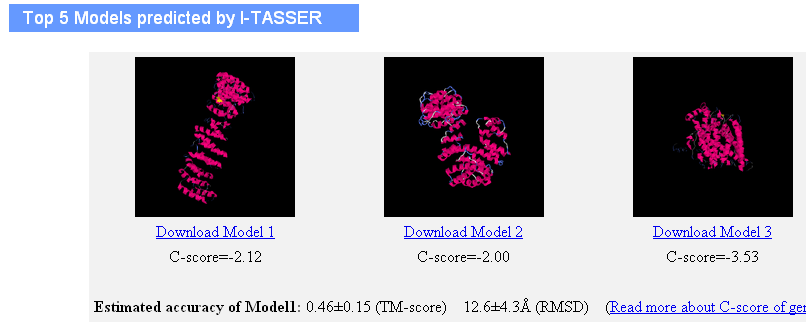 Top 5 Models predicted by I-TASSER
Download Model 1 Download Model 2 Download Model 3
C-score=-2.12 C-score=-2.00 C-score=-3.53
Estimated accuracy of Model1: 0.46±0.15 (TM-score) 12.6±4.3Å (RMSD) (Read more about C-score of ger